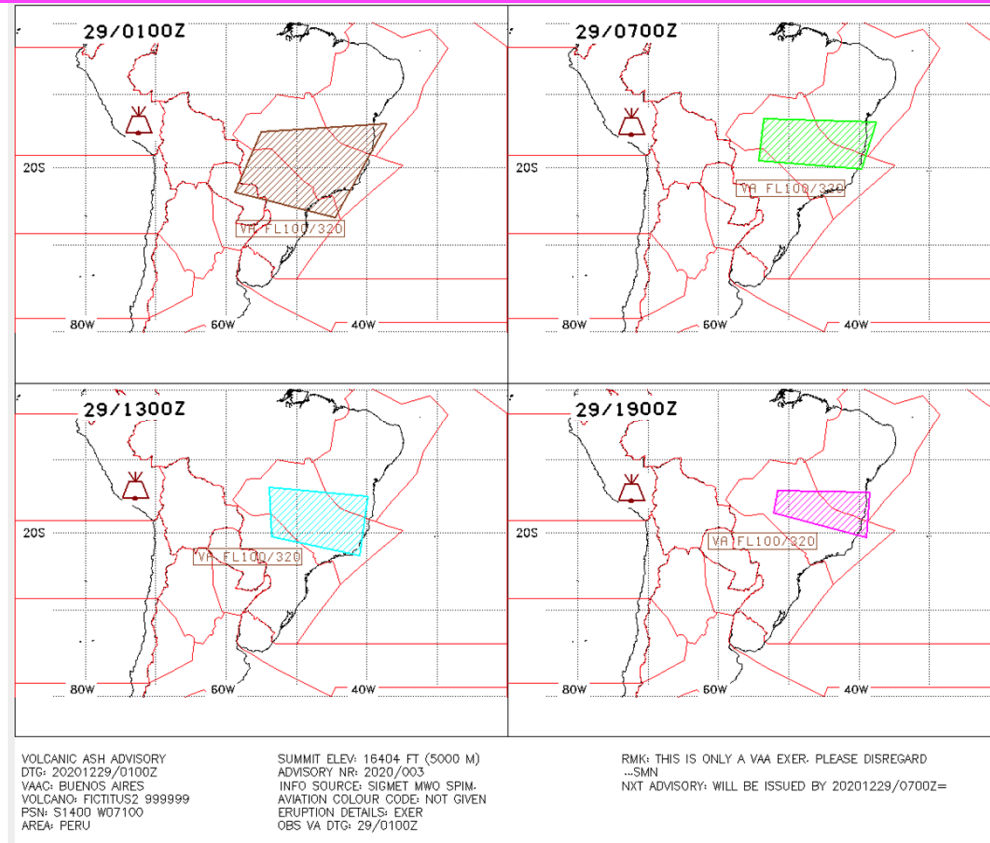 29/0100Z
20S
VA FL100/320
80W
60W
40W
29/0700Z
20S
VA FL100/320
80W
60W
40W
29/1300Z
20S
VA FL100/320
80W
60W
40W
29/1900Z
20S
VA FL100/320
80W
60W
40W
VOLCANIC ASH ADVISORY
DTG: 20201229/0100Z
VAAC: BUENOS AIRES
VOLCANO: FICTITUS2 999999
PSN: S1400 W07100
AREA: PERU
SUMMIT ELEV: 16404 FT (5000 M)
ADVISORY NR: 2020/003
INFO SOURCE: SIGMET MWO SPIM.
AVIATION COLOUR CODE: NOT GIVEN
ERUPTION DETAILS: EXER
OBS VA DTG: 29/0100Z
RMK: THIS IS ONLY A VAA EXER. PLEASE DISREGARD
...SMN
NXT ADVISORY: WILL BE ISSUED BY 20201229/0700Z=